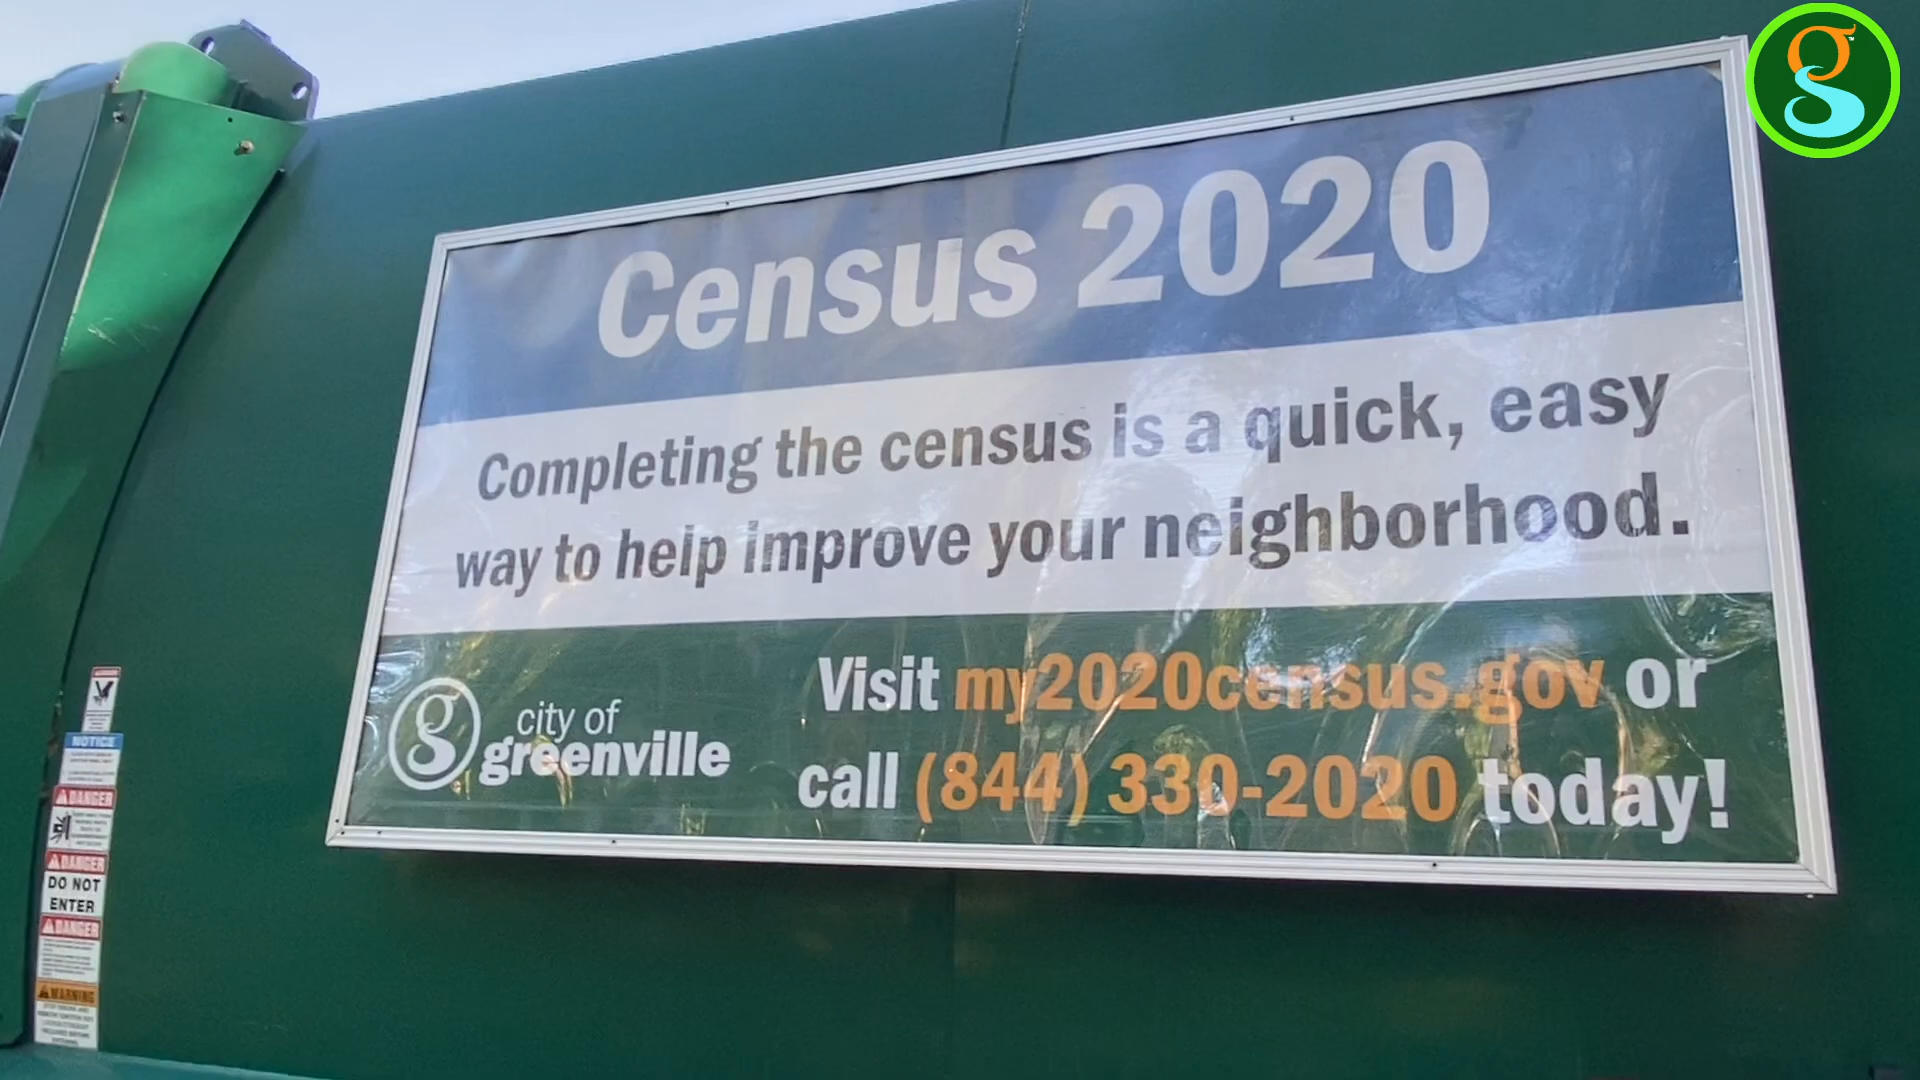 Census 2020
Completing the census is a quick, easy
way to help improve your neighborhood.
Visit my2020census.gov or
call (844) 330-2020 today!
city of
greenville
NOTICE
DANGER
DANGER
DO NOT
ENTER
DANGER
WARNING